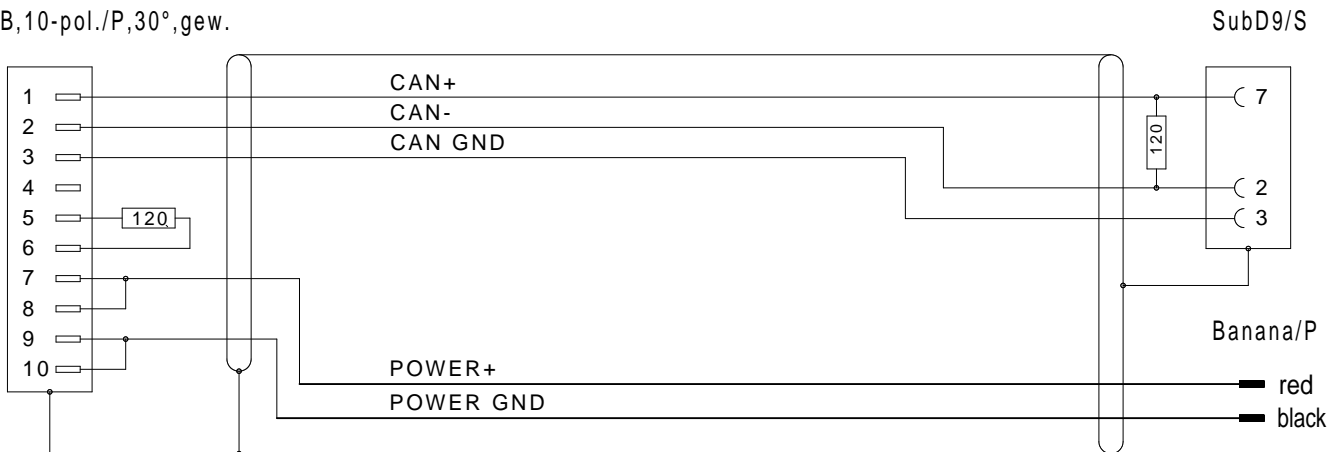 B,10-pol./P,30°,gew.
SubD9/S
1
CAN+
7
2
CAN-
120
3
CAN GND
4
2
5
120
3
6
7
8
9
Banana/P
10
POWER+
red
POWER GND
black